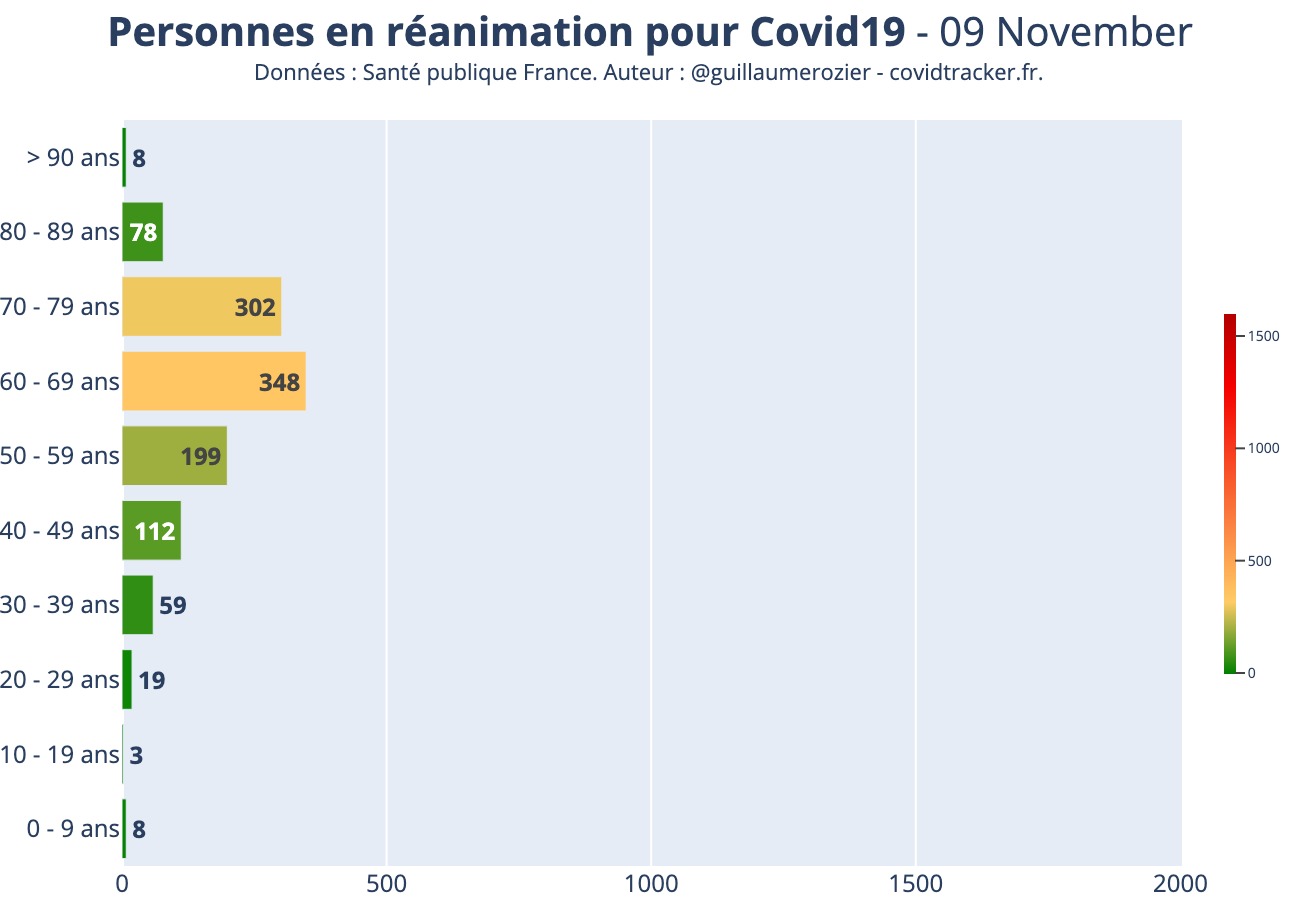 Personnes en réanimation pour Covid19 - 09 November
Données : Santé publique France. Auteur : @guillaumerozier - covidtracker.fr.
> 90 ans 8
80 - 89 ans 78
70 - 79 ans 302
60 - 69 ans 348
50 - 59 ans 199
40 - 49 ans 112
30 - 39 ans 59
20 - 29 ans 19
10 - 19 ans 3
0 - 9 ans 8
0 500 1000 1500 2000
1500
1000
500
0